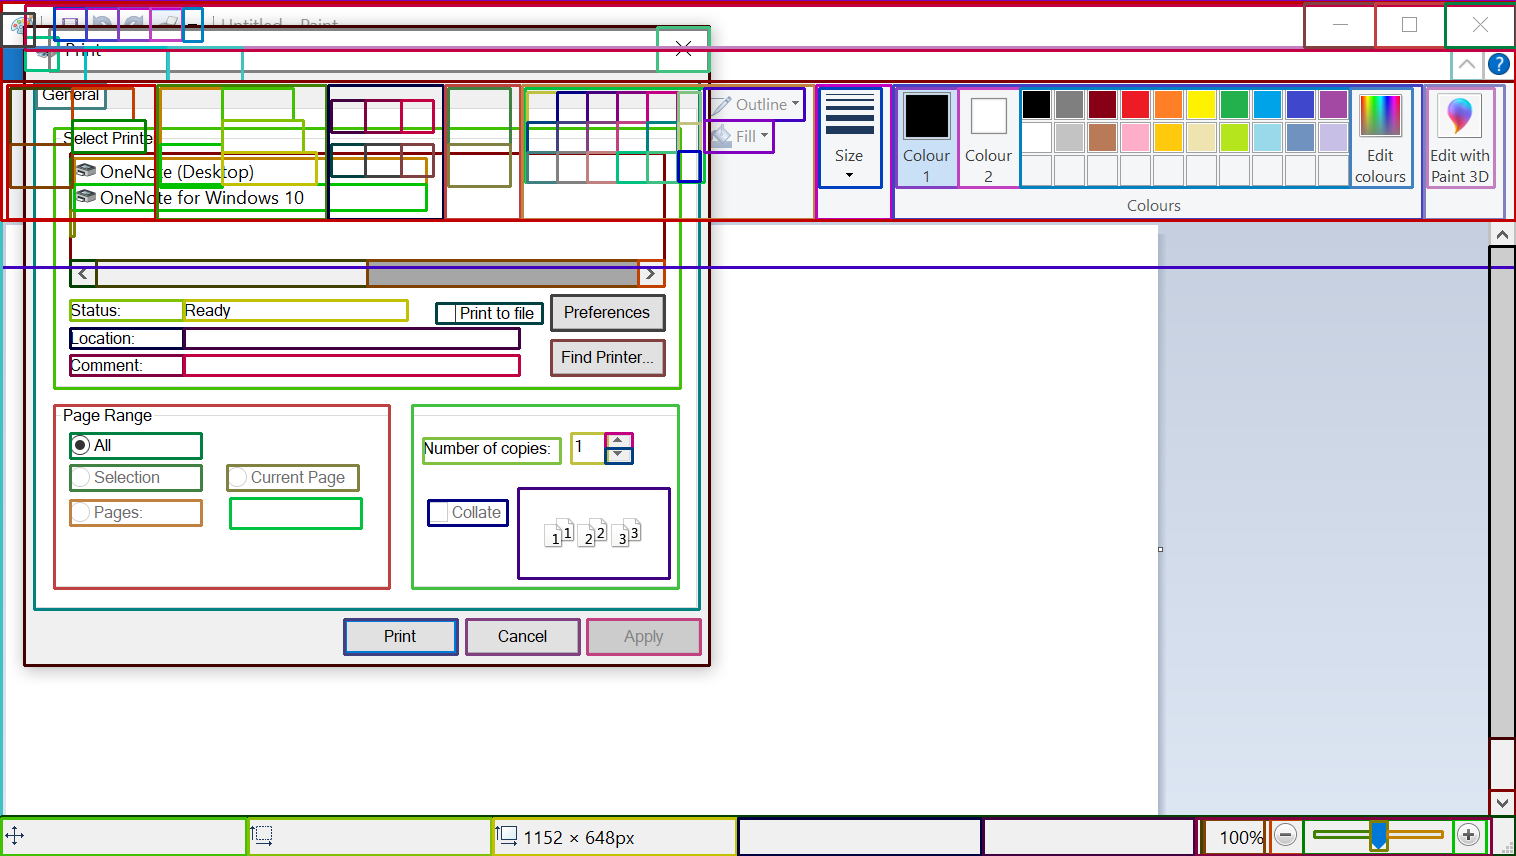 Untitled - Paint
Print
General
Select Printe
OneNote (Desktop)
OneNote for Windows 10
Outline
Fill
Size
Colour
1
Colour
2
Edit
colours
Edit with
Paint 3D
Colours
Status:
Ready
Print to file
Preferences
Location:
Find Printer...
Comment:
Page Range
All
Selection
Current Page
Pages:
Number of copies:
1
Collate
1 1 2 2 3 3
Print
Cancel
Apply
1152 × 648px
100%